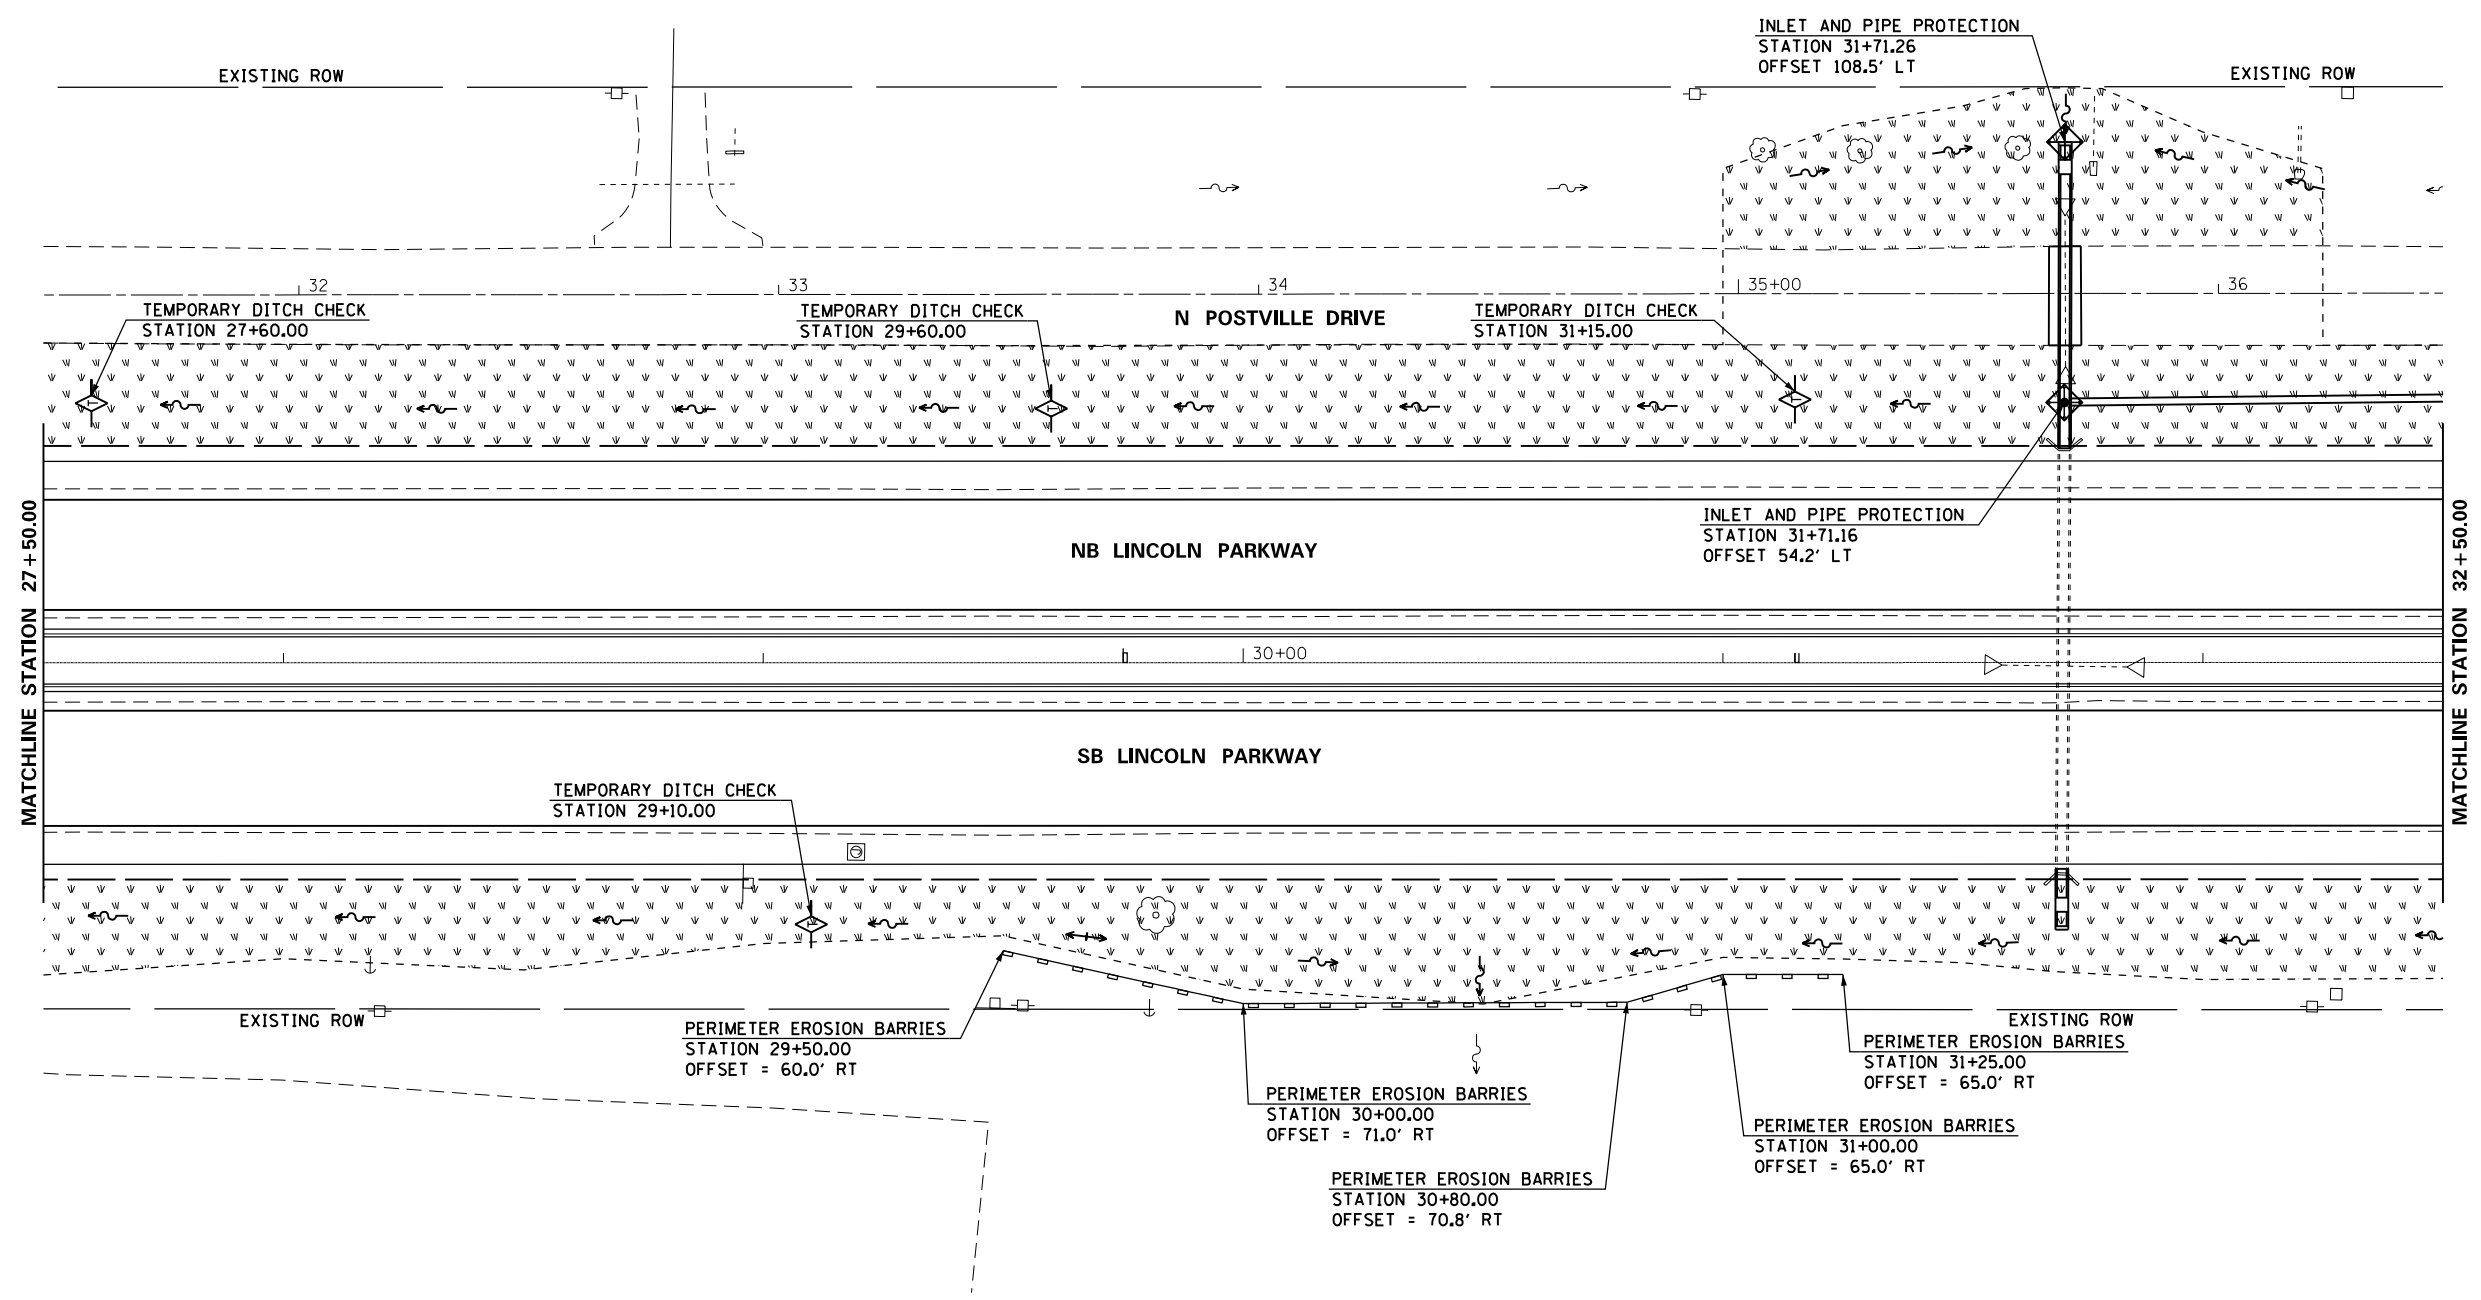 INLET AND PIPE PROTECTION
STATION 31+71.26
OFFSET 108.5' LT
EXISTING ROW
EXISTING ROW
32
33
34
35+00
36
TEMPORARY DITCH CHECK
STATION 27+60.00
TEMPORARY DITCH CHECK
STATION 29+60.00
N POSTVILLE DRIVE
TEMPORARY DITCH CHECK
STATION 31+15.00
T
T
T
INLET AND PIPE PROTECTION
STATION 31+71.16
OFFSET 54.2' LT
MATCHLINE STATION 27+50.00
NB LINCOLN PARKWAY
MATCHLINE STATION 32+50.00
30+00
SB LINCOLN PARKWAY
TEMPORARY DITCH CHECK
STATION 29+10.00
T
EXISTING ROW
EXISTING ROW
PERIMETER EROSION BARRIES
STATION 29+50.00
OFFSET = 60.0' RT
PERIMETER EROSION BARRIES
STATION 31+25.00
OFFSET = 65.0' RT
PERIMETER EROSION BARRIES
STATION 30+00.00
OFFSET = 71.0' RT
PERIMETER EROSION BARRIES
STATION 31+00.00
OFFSET = 65.0' RT
PERIMETER EROSION BARRIES
STATION 30+80.00
OFFSET = 70.8' RT